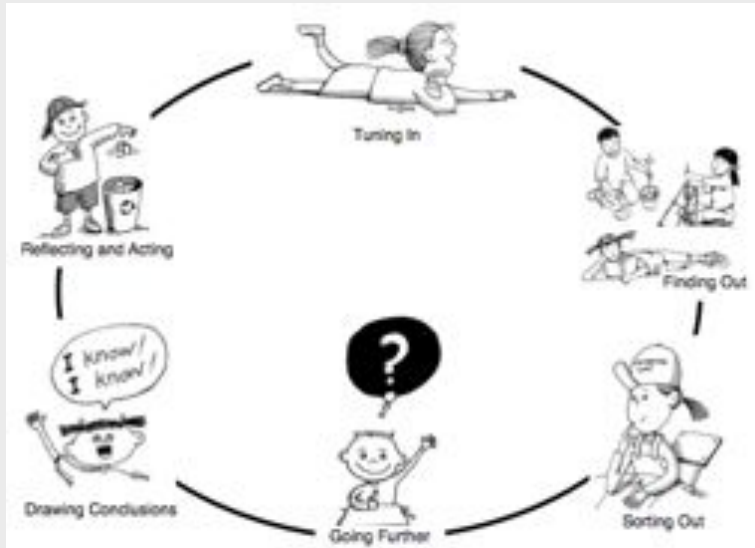 Tuning In
Finding Out
Sorting Out
?
Going Further
I know!
I know!
Drawing Conclusions
Reflecting and Acting